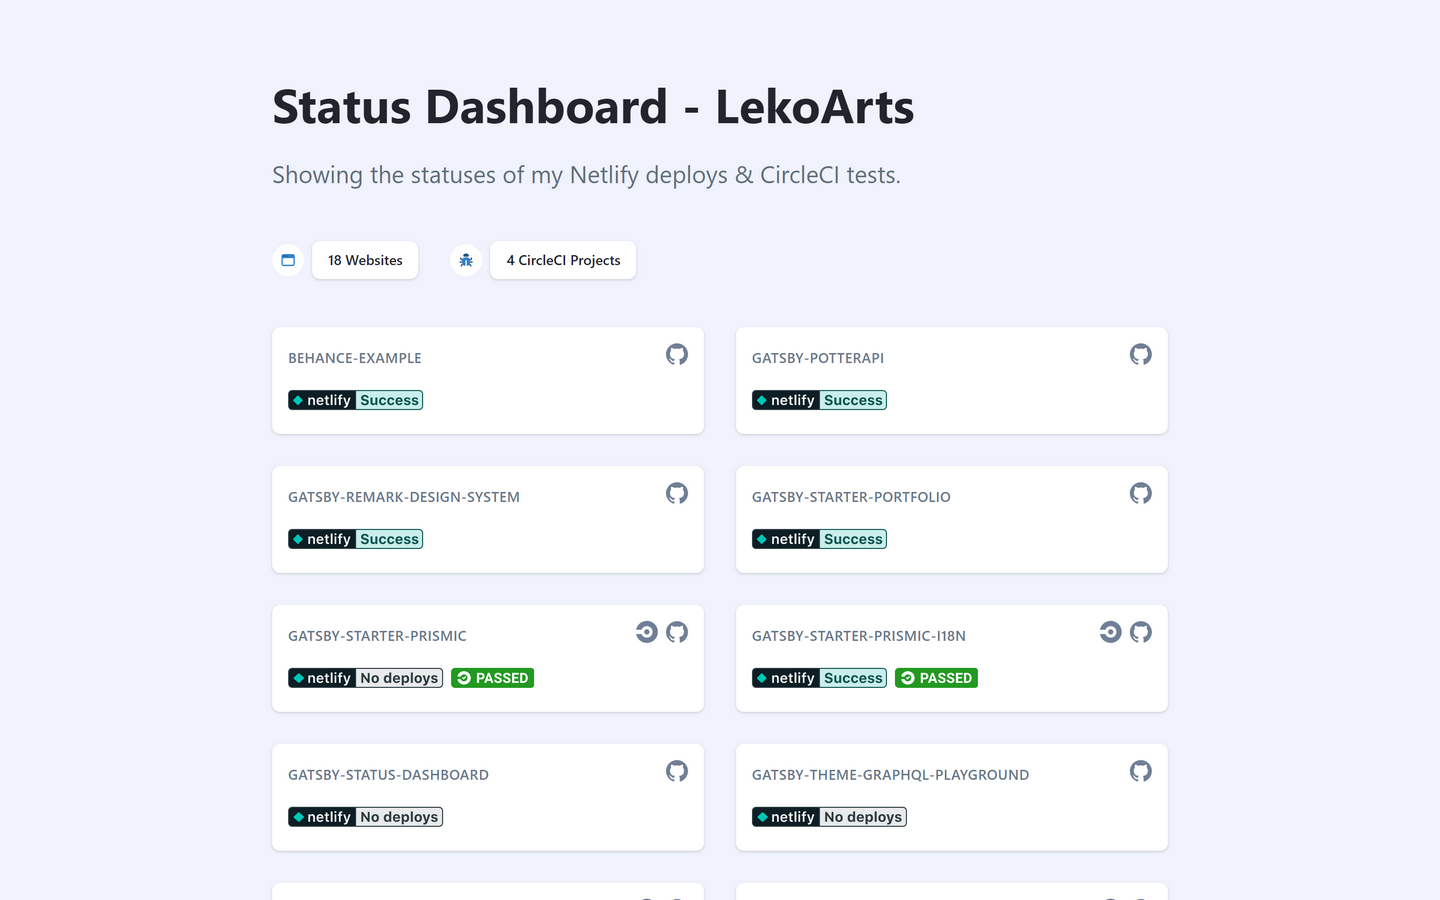 Status Dashboard - LekoArts
Showing the statuses of my Netlify deploys & CircleCI tests.
18 Websites
4 CircleCI Projects
BEHANCE-EXAMPLE
netlify Success
GATSBY-POTTERAPI
netlify Success
GATSBY-REMARK-DESIGN-SYSTEM
netlify Success
GATSBY-STARTER-PORTFOLIO
netlify Success
GATSBY-STARTER-PRISMIC
netlify No deploys PASSED
GATSBY-STARTER-PRISMIC-I18N
netlify Success PASSED
GATSBY-STATUS-DASHBOARD
netlify No deploys
GATSBY-THEME-GRAPHQL-PLAYGROUND
netlify No deploys